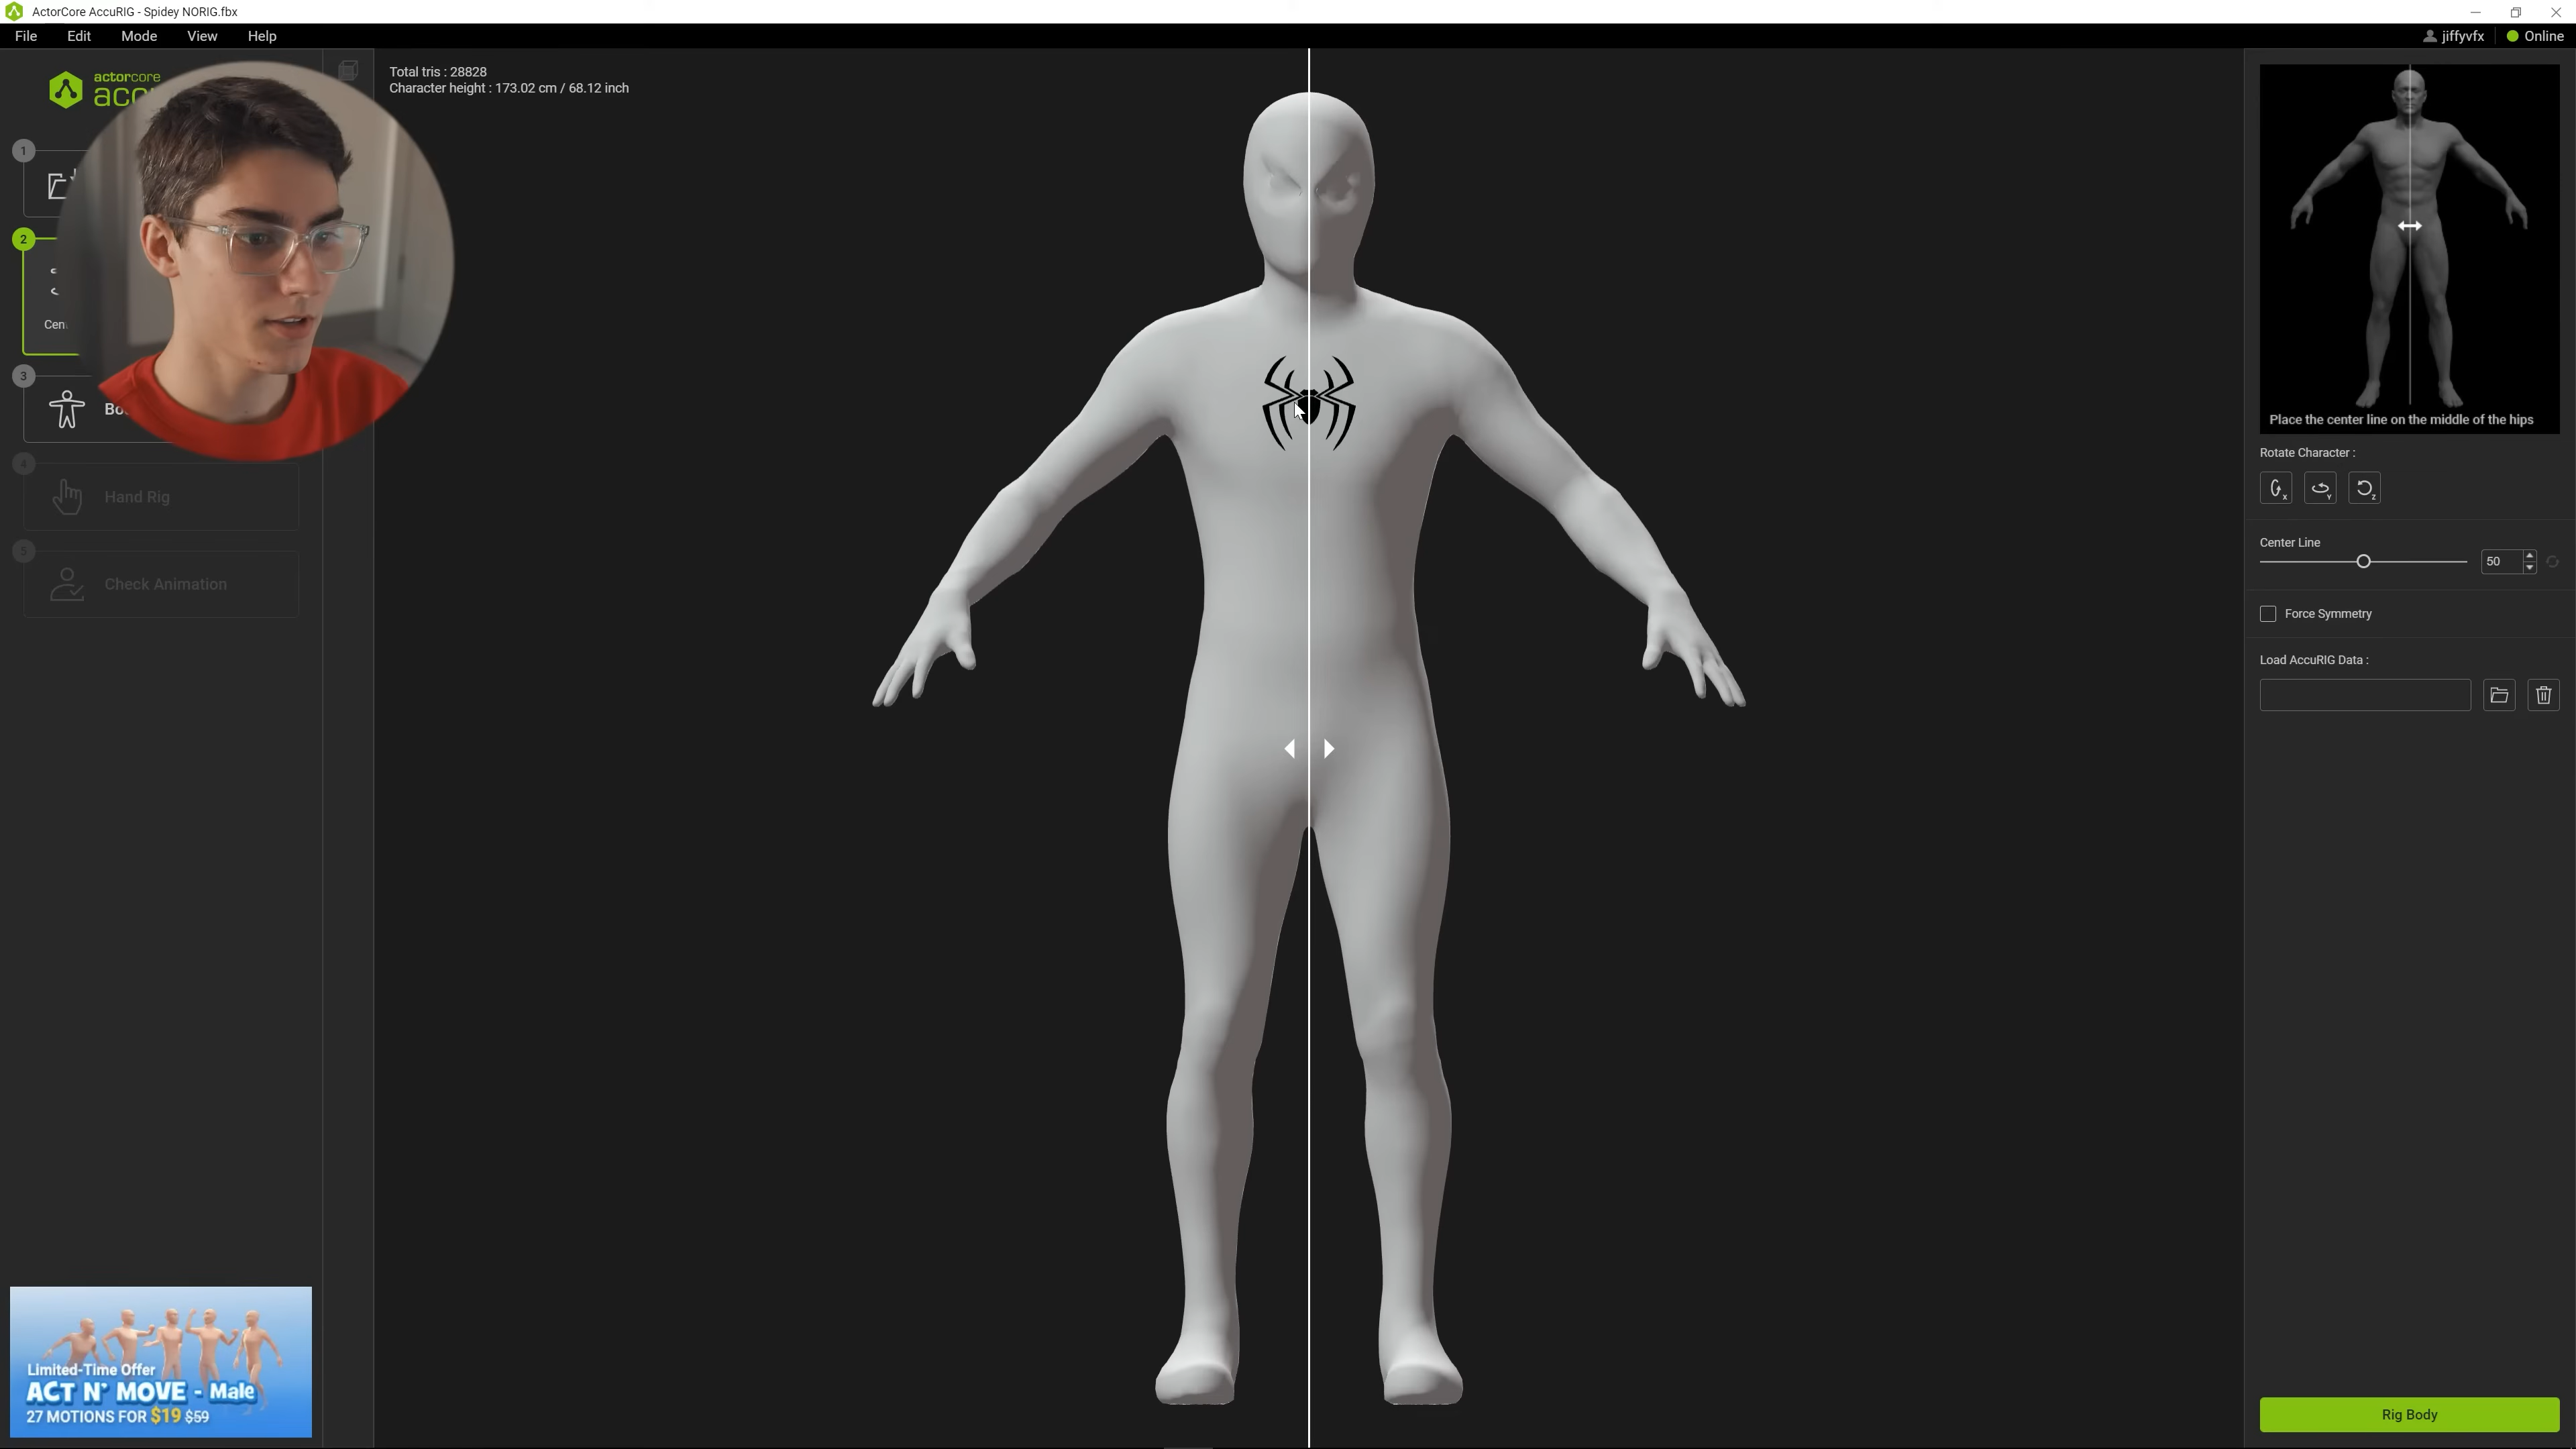 ActorCore AccuRIG - Spidey NORIG.fbx
File Edit Mode View Help
jiffyvfx Online
actorcore
Total tris : 28828
Character height : 173.02 cm / 68.12 inch
1
2
3
4
Hand Rig
5
Check Animation
Place the center line on the middle of the hips
Rotate Character :
X Y Z
Center Line
50
Force Symmetry
Load AccuRIG Data :
Limited-Time Offer
ACT N' MOVE - Male
27 MOTIONS FOR $19 $59
Rig Body